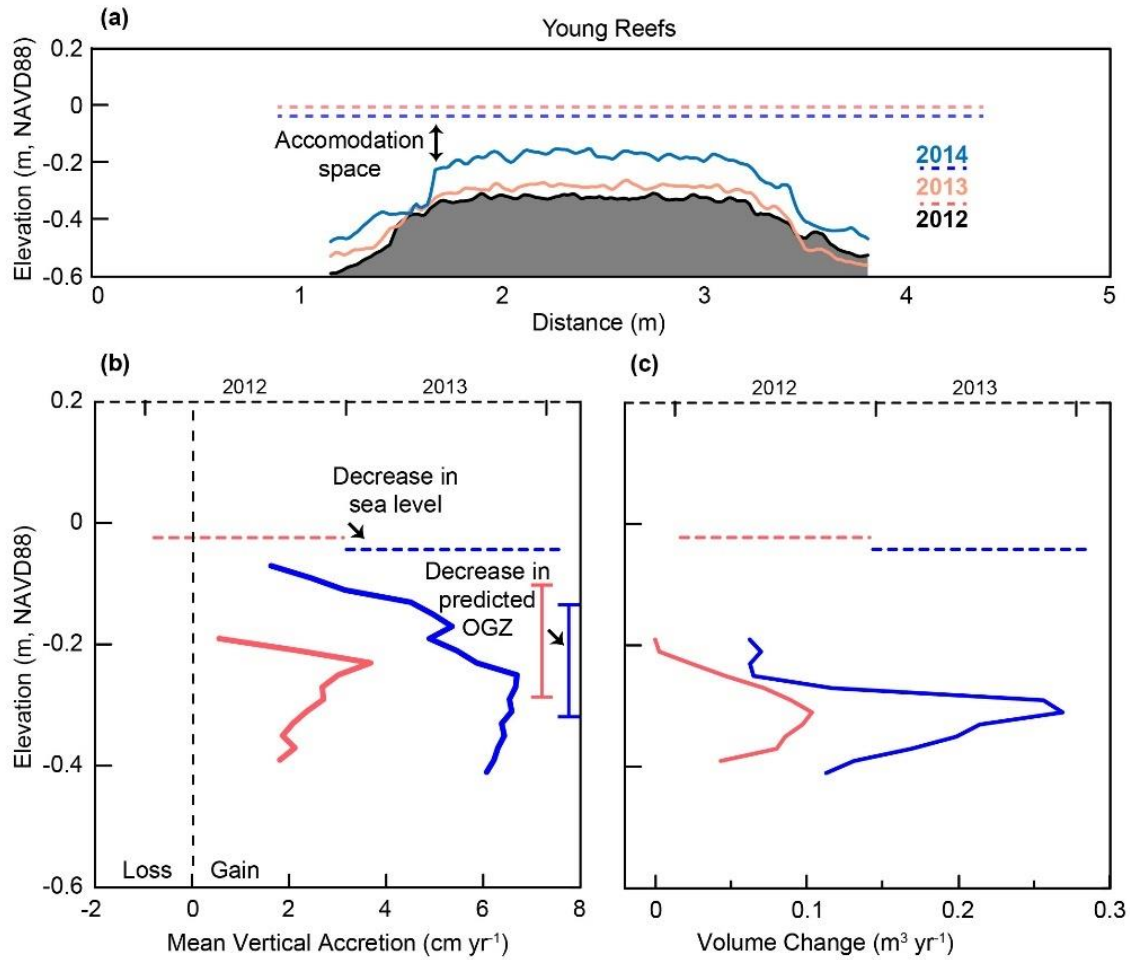 (a)
Young Reefs
0.2
0
-0.2
-0.4
-0.6
Elevation (m, NAVD88)
Accomodation
space
2014
2013
2012
0
1
2
3
4
5
Distance (m)
(b)
2012
2013
0.2
0
-0.2
-0.4
-0.6
Elevation (m, NAVD88)
Decrease in
sea level
Decrease in
predicted
OGZ
Loss
Gain
-2
0
2
4
6
8
Mean Vertical Accretion (cm yr⁻¹)
(c)
2012
2013
0
0.1
0.2
0.3
Volume Change (m³ yr⁻¹)